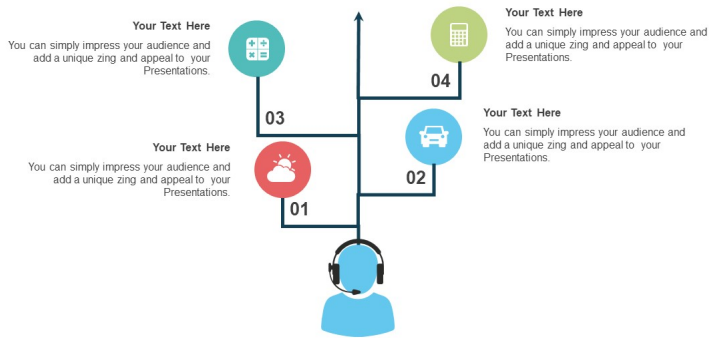 Your Text Here
You can simply impress your audience and
add a unique zing and appeal to your
Presentations.
03
Your Text Here
You can simply impress your audience and
add a unique zing and appeal to your
Presentations.
01
Your Text Here
You can simply impress your audience and
add a unique zing and appeal to your
Presentations.
04
Your Text Here
You can simply impress your audience and
add a unique zing and appeal to your
Presentations.
02